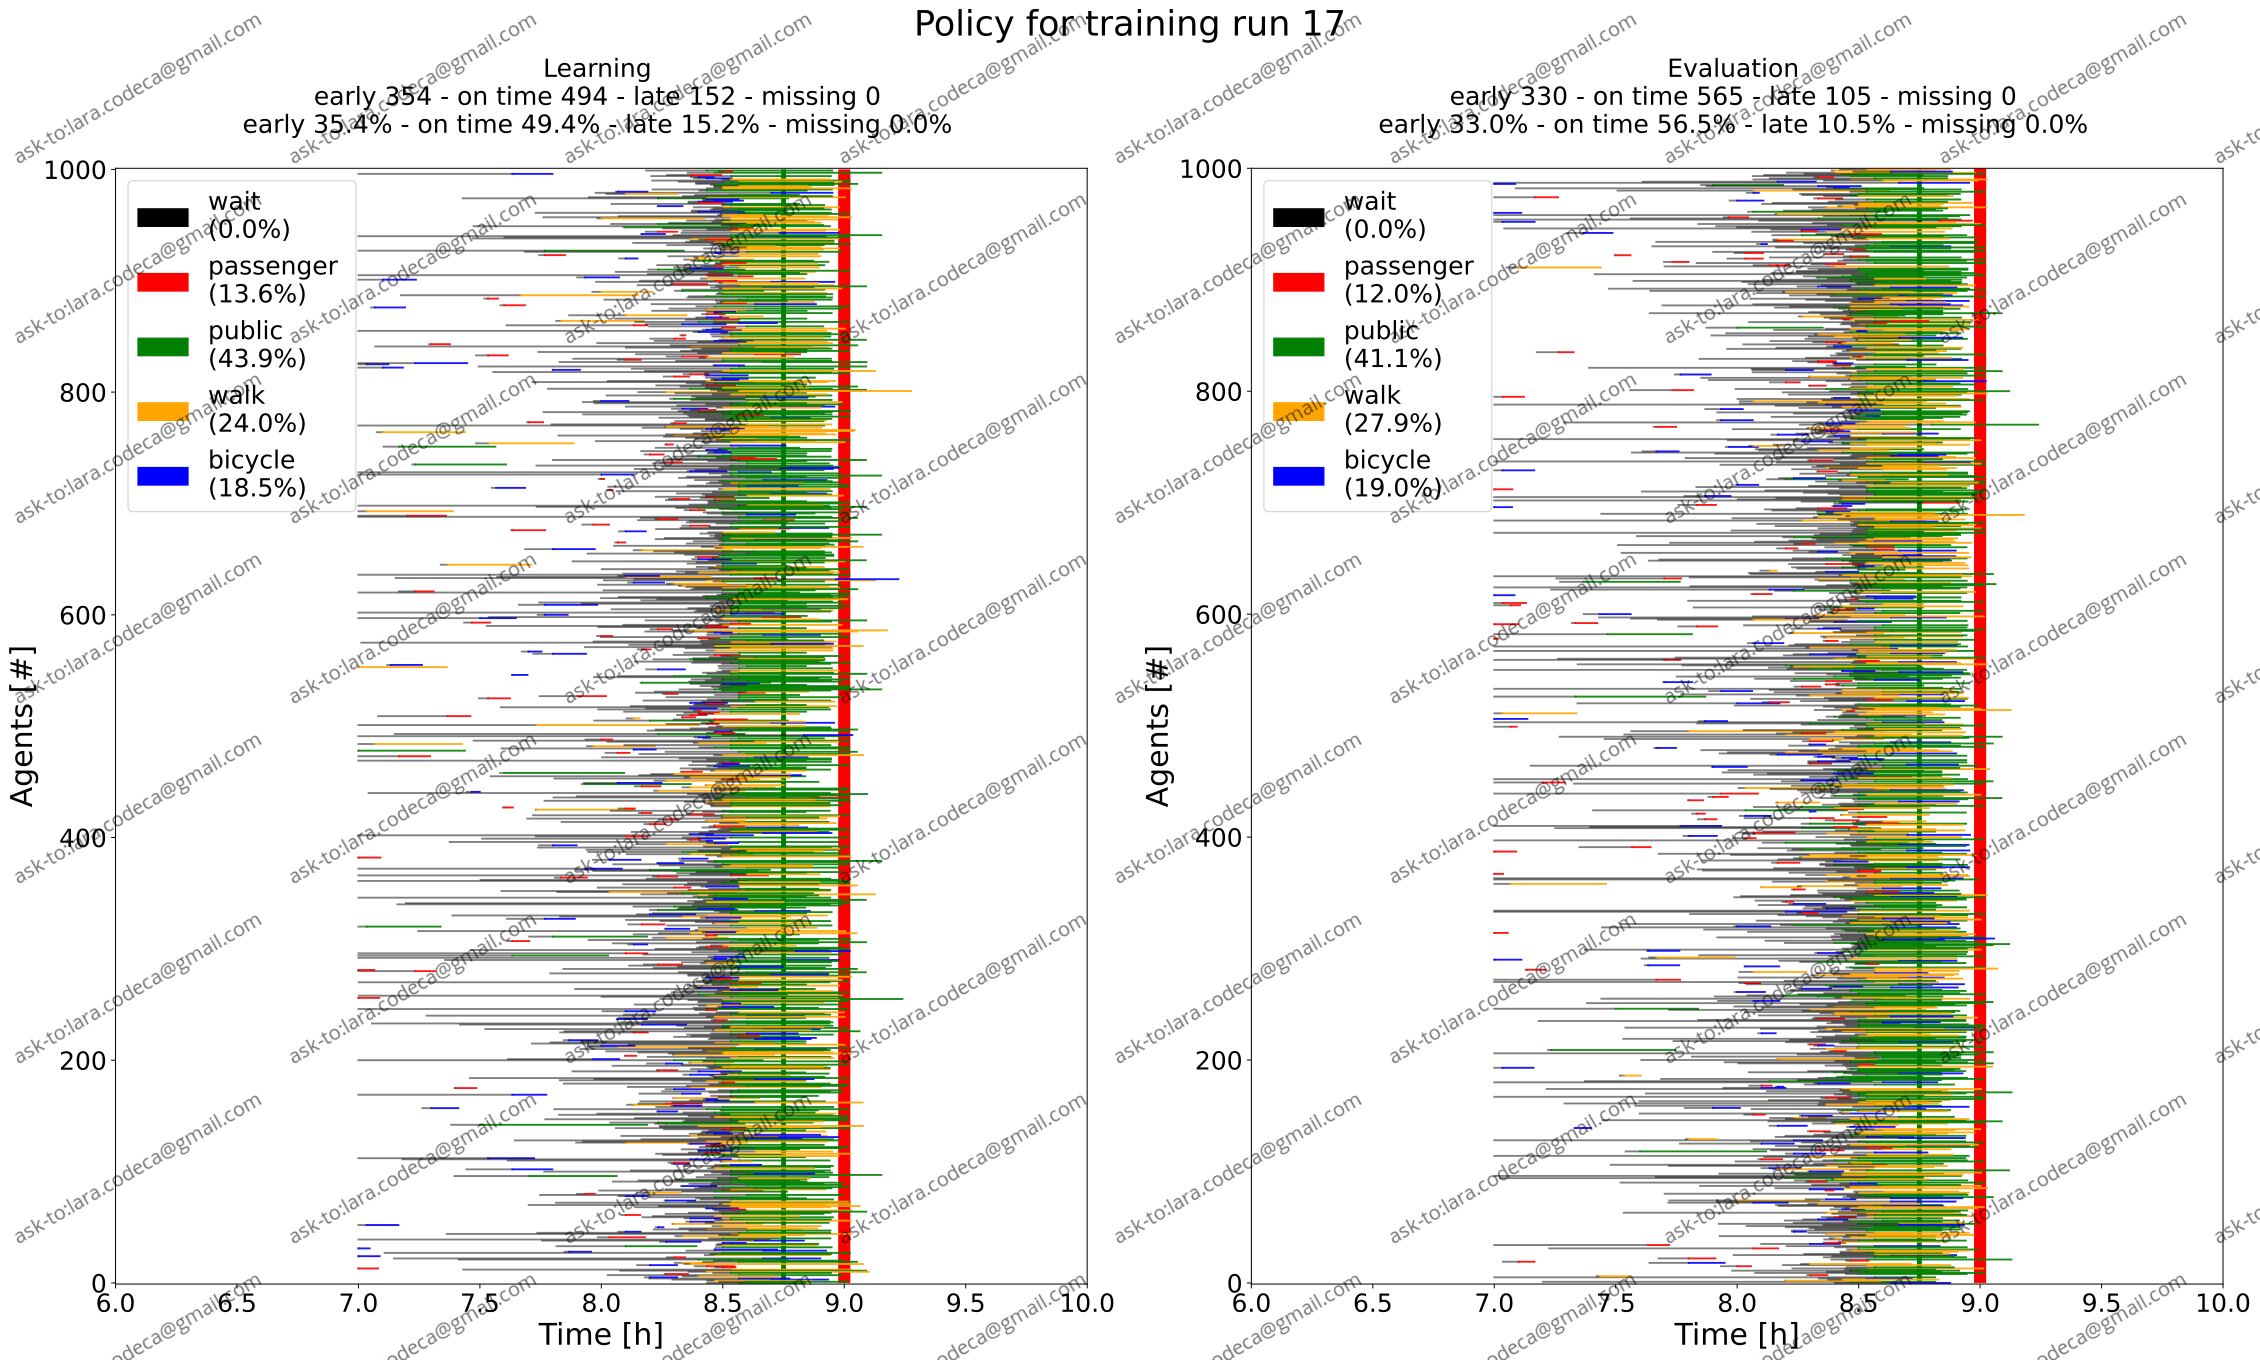 Policy for training run 17
Learning
early 354 - on time 494 - late 152 - missing 0
early 35.4% - on time 49.4% - late 15.2% - missing 0.0%
1000
800
600
400
200
0
Agents [#]
wait
(0.0%)
passenger
(13.6%)
public
(43.9%)
walk
(24.0%)
bicycle
(18.5%)
6.0 6.5 7.0 7.5 8.0 8.5 9.0 9.5 10.0
Time [h]
Evaluation
early 330 - on time 565 - late 105 - missing 0
early 33.0% - on time 56.5% - late 10.5% - missing 0.0%
1000
800
600
400
200
0
Agents [#]
wait
(0.0%)
passenger
(12.0%)
public
(41.1%)
walk
(27.9%)
bicycle
(19.0%)
6.0 6.5 7.0 7.5 8.0 8.5 9.0 9.5 10.0
Time [h]
ask-to:lara.codeca@gmail.com